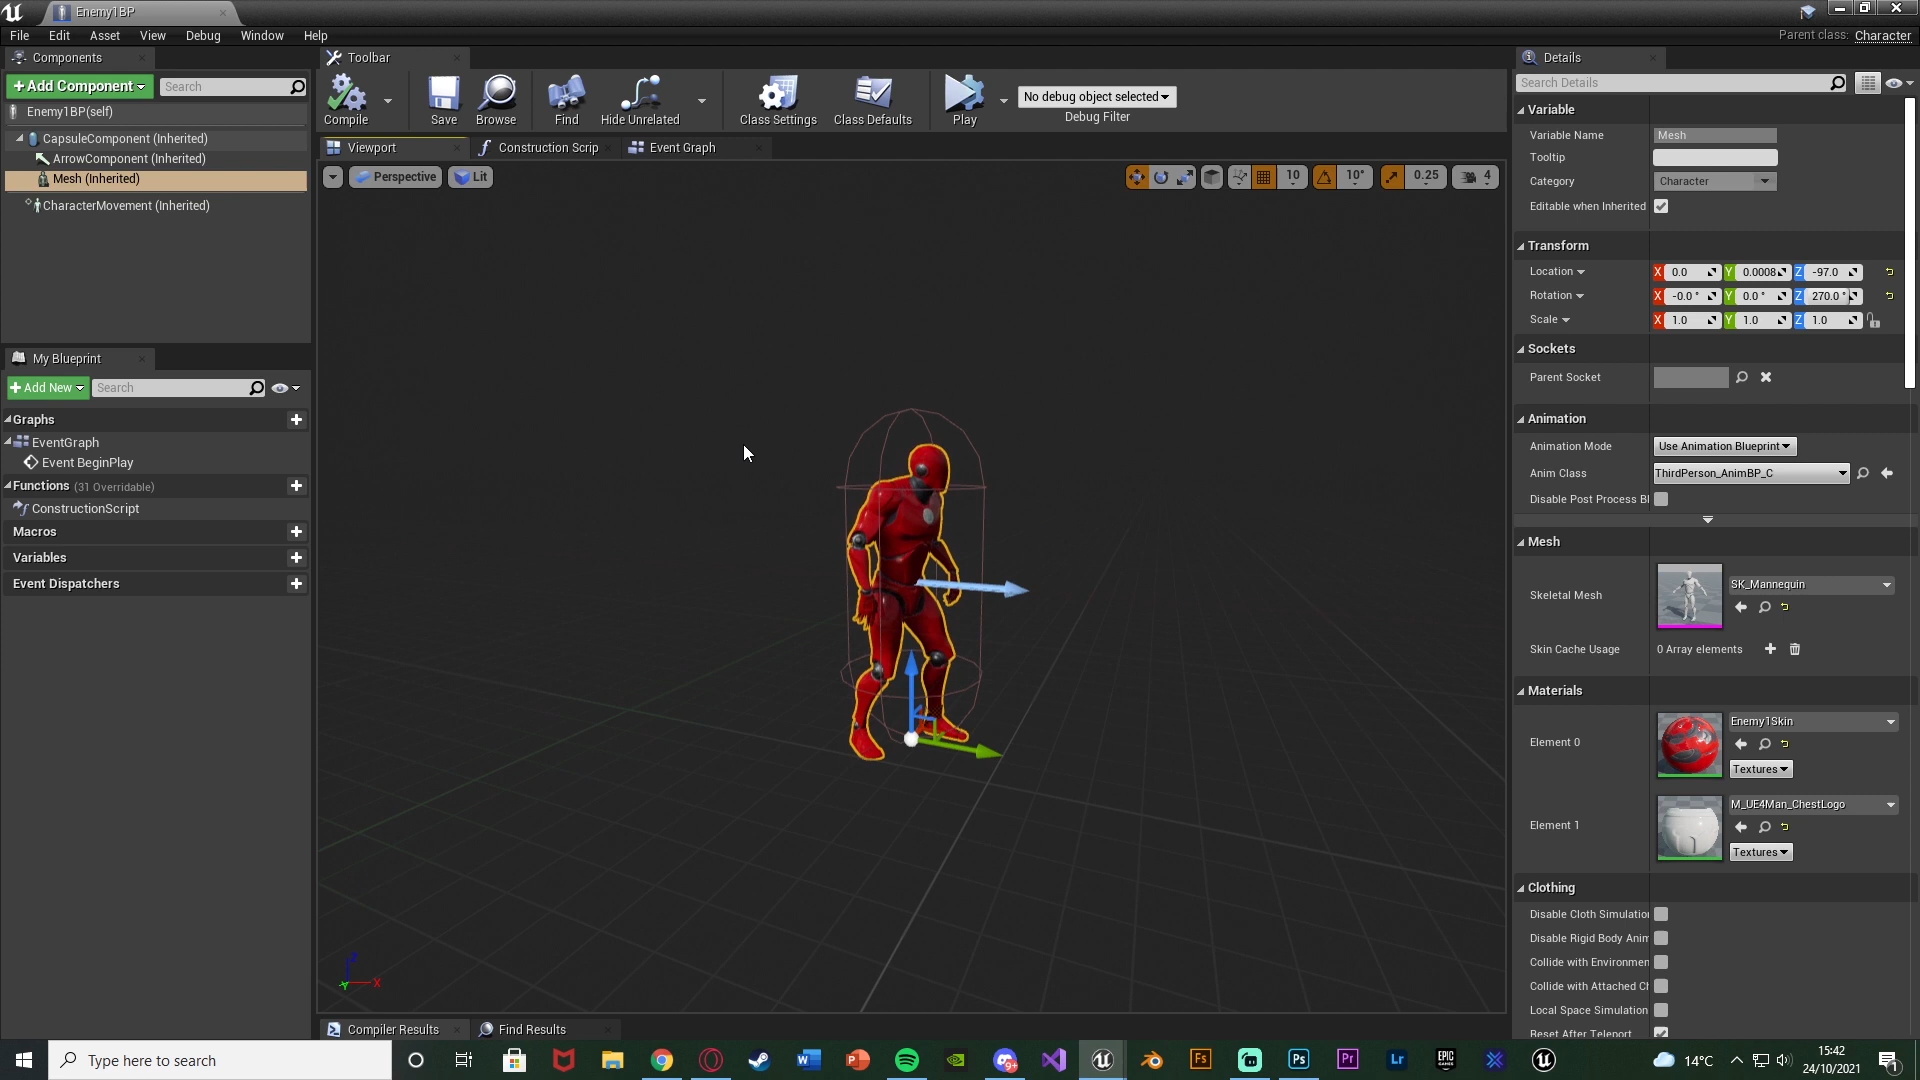 Enemy1BP
File Edit Asset View Debug Window Help
Parent class: Character
Components
Add Component
Search
Enemy1BP(self)
CapsuleComponent (Inherited)
ArrowComponent (Inherited)
Mesh (Inherited)
CharacterMovement (Inherited)
My Blueprint
Add New
Search
Graphs
EventGraph
Event BeginPlay
Functions (31 Overridable)
ConstructionScript
Macros
Variables
Event Dispatchers
Toolbar
Compile
Save
Browse
Find
Hide Unrelated
Class Settings
Class Defaults
Play
No debug object selected
Debug Filter
Viewport
Construction Scrip
Event Graph
Perspective
Lit
10
10°
0.25
4
Z
X
Y
Compiler Results
Find Results
Details
Search Details
Variable
Variable Name Mesh
Tooltip
Category Character
Editable when Inherited
Transform
Location X 0.0 Y 0.0008 Z -97.0
Rotation X -0.0 ° Y 0.0 ° Z 270.0 °
Scale X 1.0 Y 1.0 Z 1.0
Sockets
Parent Socket
Animation
Animation Mode Use Animation Blueprint
Anim Class ThirdPerson_AnimBP_C
Disable Post Process Bl
Mesh
Skeletal Mesh SK_Mannequin
Skin Cache Usage 0 Array elements
Materials
Element 0 Enemy1Skin
Textures
Element 1 M_UE4Man_ChestLogo
Textures
Clothing
Disable Cloth Simulation
Disable Rigid Body Anim
Collide with Environmen
Collide with Attached Cl
Local Space Simulation
Reset After Teleport
Type here to search
9+
Fs
Ps
Pr
Lr
EPIC GAMES
14°C
15:42
24/10/2021
1